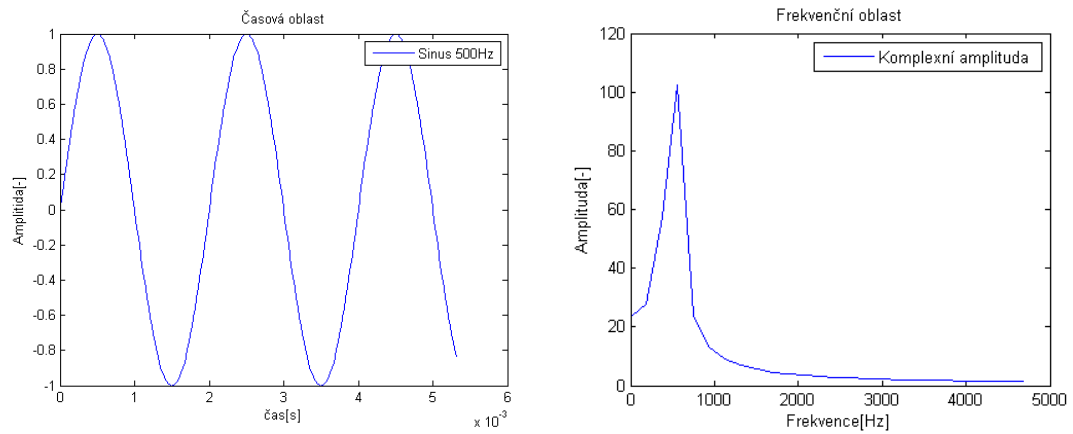 Časová oblast
Sinus 500Hz
Amplitida[-]
1
0.8
0.6
0.4
0.2
0
-0.2
-0.4
-0.6
-0.8
-1
0 1 2 3 4 5 6
čas[s]
x 10⁻³
Frekvenční oblast
Komplexní amplituda
Amplituda[-]
120
100
80
60
40
20
0
0 1000 2000 3000 4000 5000
Frekvence[Hz]